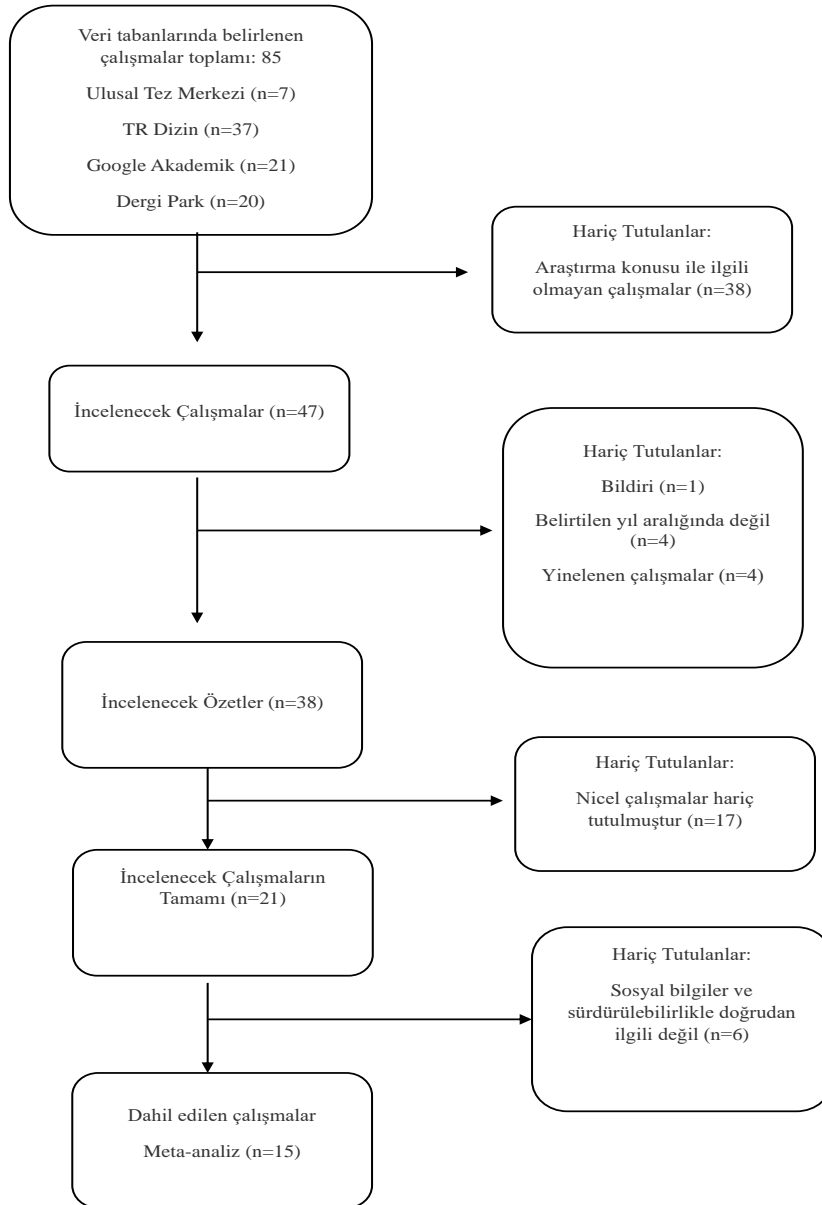 Veri tabanlarında belirlenen
çalışmalar toplamı: 85
Ulusal Tez Merkezi (n=7)
TR Dizin (n=37)
Google Akademik (n=21)
Dergi Park (n=20)
Hariç Tutulanlar:
Araştırma konusu ile ilgili
olmayan çalışmalar (n=38)
İncelenecek Çalışmalar (n=47)
Hariç Tutulanlar:
Bildiri (n=1)
Belirtilen yıl aralığında değil
(n=4)
Yinelenen çalışmalar (n=4)
İncelenecek Özetler (n=38)
Hariç Tutulanlar:
Nicel çalışmalar hariç
tutulmuştur (n=17)
İncelenecek Çalışmaların
Tamamı (n=21)
Hariç Tutulanlar:
Sosyal bilgiler ve
sürdürülebilirlikle doğrudan
ilgili değil (n=6)
Dahil edilen çalışmalar
Meta-analiz (n=15)